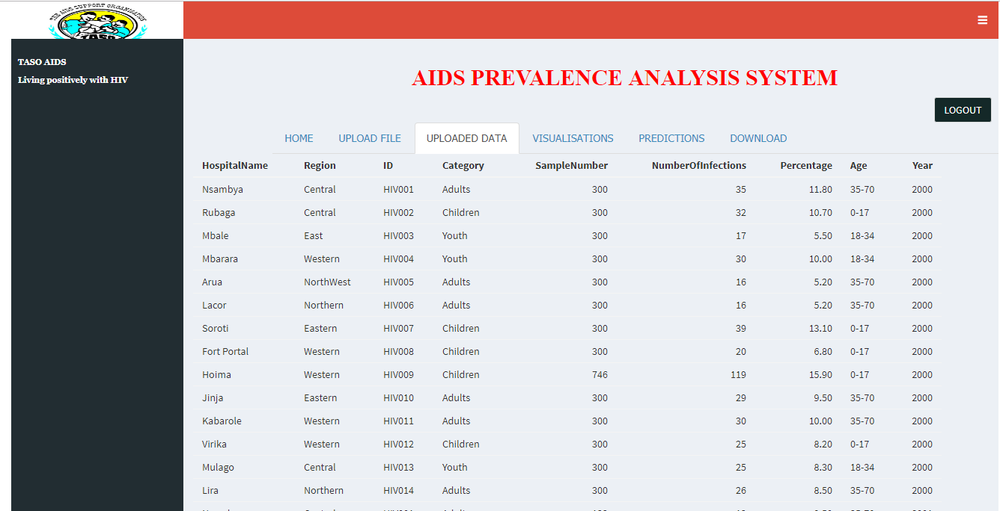 THE AIDS SUPPORT ORGANISATION
TASO
TASO AIDS
Living positively with HIV
AIDS PREVALENCE ANALYSIS SYSTEM
LOGOUT
HOME UPLOAD FILE UPLOADED DATA VISUALISATIONS PREDICTIONS DOWNLOAD
HospitalName Region ID Category SampleNumber NumberOfInfections Percentage Age Year
Nsambya Central HIV001 Adults 300 35 11.80 35-70 2000
Rubaga Central HIV002 Children 300 32 10.70 0-17 2000
Mbale East HIV003 Youth 300 17 5.50 18-34 2000
Mbarara Western HIV004 Youth 300 30 10.00 18-34 2000
Arua NorthWest HIV005 Adults 300 16 5.20 35-70 2000
Lacor Northern HIV006 Adults 300 16 5.20 35-70 2000
Soroti Eastern HIV007 Children 300 39 13.10 0-17 2000
Fort Portal Western HIV008 Children 300 20 6.80 0-17 2000
Hoima Western HIV009 Children 746 119 15.90 0-17 2000
Jinja Eastern HIV010 Adults 300 29 9.50 35-70 2000
Kabarole Western HIV011 Adults 300 30 10.00 35-70 2000
Virika Western HIV012 Children 300 25 8.20 0-17 2000
Mulago Central HIV013 Youth 300 25 8.30 18-34 2000
Lira Northern HIV014 Adults 300 26 8.50 35-70 2000